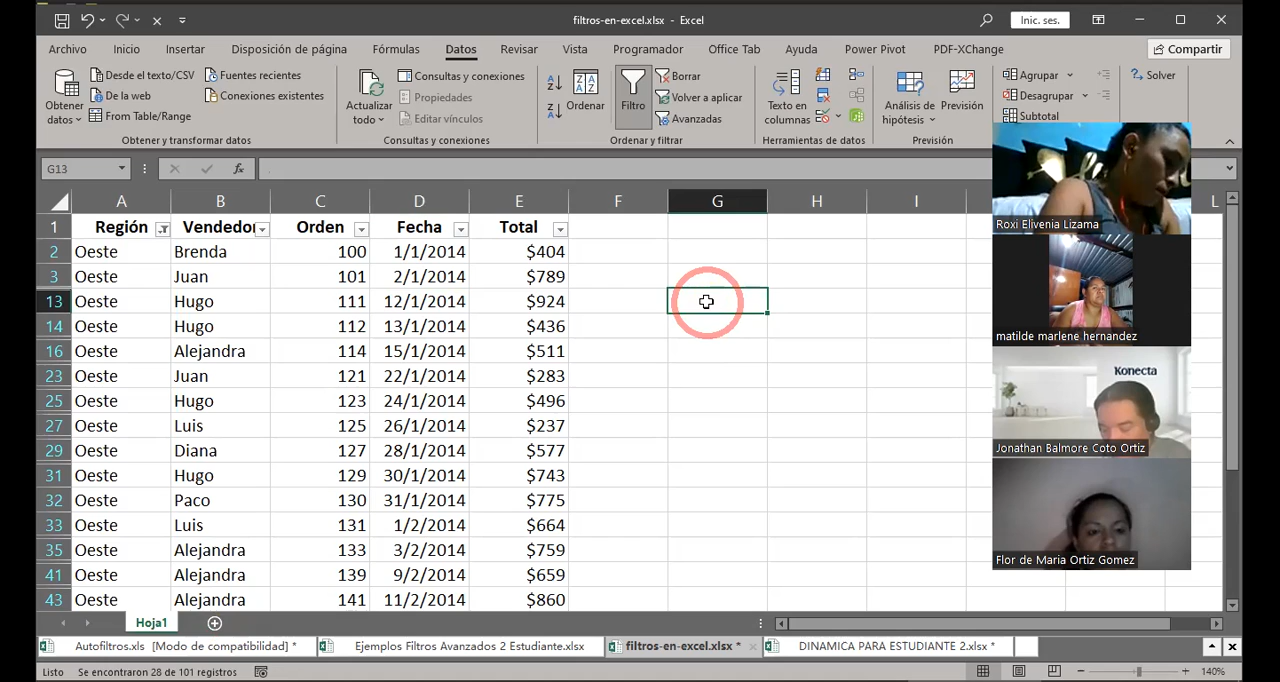 filtros-en-excel.xlsx - Excel
Inic. ses.
Archivo Inicio Insertar Disposición de página Fórmulas Datos Revisar Vista Programador Office Tab Ayuda Power Pivot PDF-XChange Compartir
Obtener datos
Desde el texto/CSV
De la web
From Table/Range
Fuentes recientes
Conexiones existentes
Obtener y transformar datos
Actualizar todo
Consultas y conexiones
Propiedades
Editar vínculos
Consultas y conexiones
Ordenar
Filtro
Borrar
Volver a aplicar
Avanzadas
Ordenar y filtrar
Texto en columnas
Herramientas de datos
Análisis de hipótesis
Previsión
Previsión
Agrupar
Desagrupar
Subtotal
Solver
G13
fx
A B C D E F G H I L
1 Región Vendedor Orden Fecha Total
2 Oeste Brenda 100 1/1/2014 $404
3 Oeste Juan 101 2/1/2014 $789
13 Oeste Hugo 111 12/1/2014 $924
14 Oeste Hugo 112 13/1/2014 $436
16 Oeste Alejandra 114 15/1/2014 $511
23 Oeste Juan 121 22/1/2014 $283
25 Oeste Hugo 123 24/1/2014 $496
27 Oeste Luis 125 26/1/2014 $237
29 Oeste Diana 127 28/1/2014 $577
31 Oeste Hugo 129 30/1/2014 $743
32 Oeste Paco 130 31/1/2014 $775
33 Oeste Luis 131 1/2/2014 $664
35 Oeste Alejandra 133 3/2/2014 $759
41 Oeste Alejandra 139 9/2/2014 $659
43 Oeste Alejandra 141 11/2/2014 $860
Roxi Elivenia Lizama
matilde marlene hernandez
Konecta
Jonathan Balmore Coto Ortiz
Flor de Maria Ortiz Gomez
Hoja1
Autofiltros.xls [Modo de compatibilidad] *
Ejemplos Filtros Avanzados 2 Estudiante.xlsx
filtros-en-excel.xlsx *
DINAMICA PARA ESTUDIANTE 2.xlsx *
Listo Se encontraron 28 de 101 registros
140%